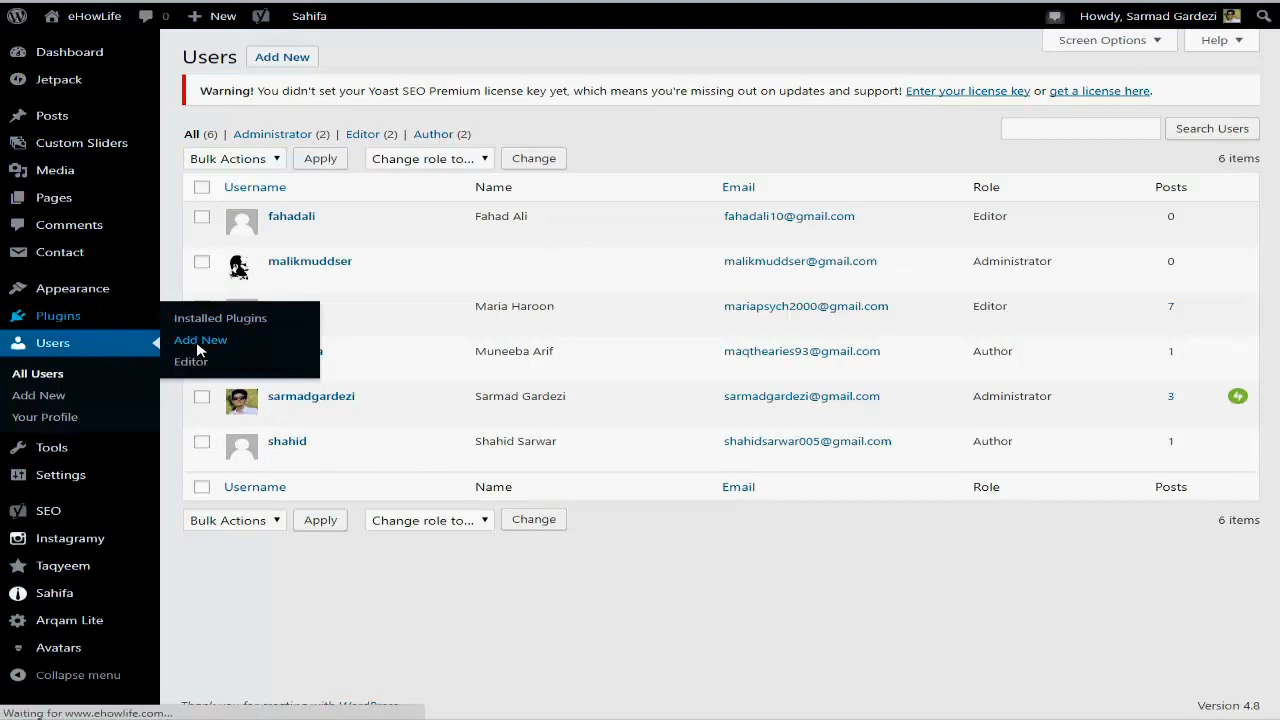 eHowLife 0 New Sahifa Howdy, Sarmad Gardezi
Dashboard
Jetpack
Posts
Custom Sliders
Media
Pages
Comments
Contact
Appearance
Plugins
Users
All Users
Add New
Your Profile
Tools
Settings
SEO
Instagramy
Taqyeem
Sahifa
Arqam Lite
Avatars
Collapse menu
Installed Plugins
Add New
Editor
Screen Options Help
Users Add New
Warning! You didn't set your Yoast SEO Premium license key yet, which means you're missing out on updates and support! Enter your license key or get a license here.
All (6) | Administrator (2) | Editor (2) | Author (2)
Search Users
Bulk Actions Apply Change role to... Change 6 items
Username Name Email Role Posts
fahadali Fahad Ali fahadali10@gmail.com Editor 0
malikmuddser malikmuddser@gmail.com Administrator 0
Maria Haroon mariapsych2000@gmail.com Editor 7
Muneeba Arif maqthearies93@gmail.com Author 1
sarmadgardezi Sarmad Gardezi sarmadgardezi@gmail.com Administrator 3
shahid Shahid Sarwar shahidsarwar005@gmail.com Author 1
Username Name Email Role Posts
Bulk Actions Apply Change role to... Change 6 items
Version 4.8
Waiting for www.ehowlife.com...